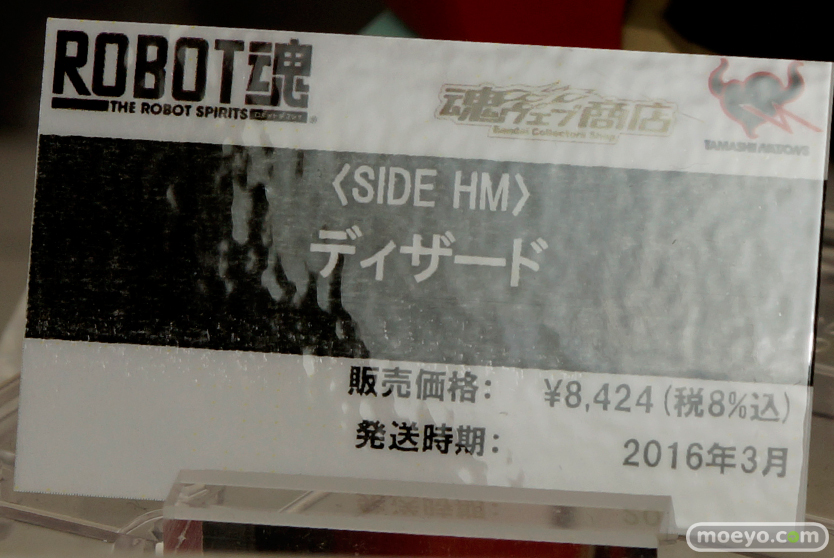 ROBOT魂
THE ROBOT SPIRITS
魂ウェブ商店
Bandai Collectors Shop
TAMASHII NATIONS
〈SIDE HM〉
ディザード
販売価格: ¥8,424(税8%込)
発送時期: 2016年3月
moeyo.com